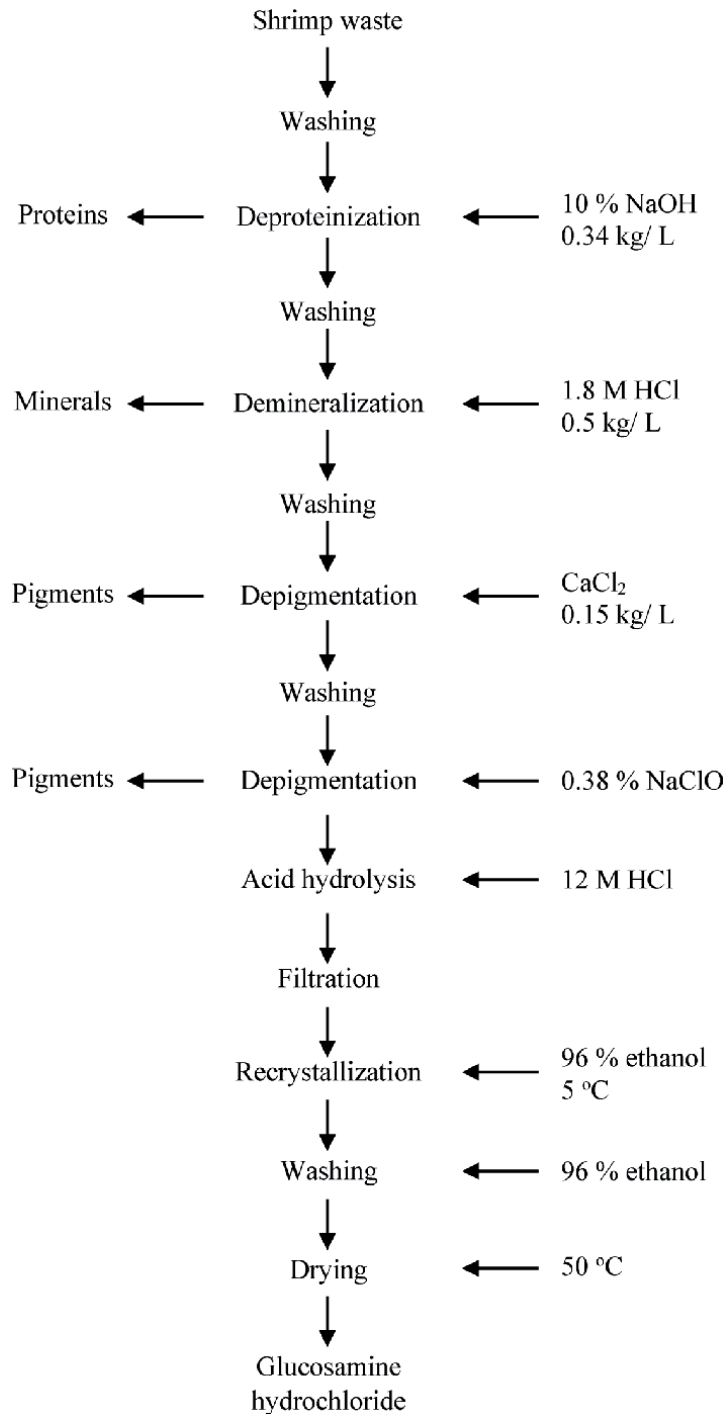 Shrimp waste
Washing
Proteins
Deproteinization
10 % NaOH
0.34 kg/ L
Washing
Minerals
Demineralization
1.8 M HCl
0.5 kg/ L
Washing
Pigments
Depigmentation
CaCl₂
0.15 kg/ L
Washing
Pigments
Depigmentation
0.38 % NaClO
Acid hydrolysis
12 M HCl
Filtration
Recrystallization
96 % ethanol
5 °C
Washing
96 % ethanol
Drying
50 °C
Glucosamine
hydrochloride